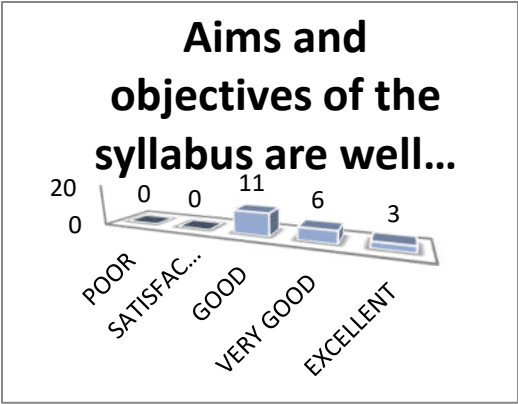 Aims and
objectives of the
syllabus are well…
20
0
0
0
11
6
3
POOR
SATISFAC…
GOOD
VERY GOOD
EXCELLENT